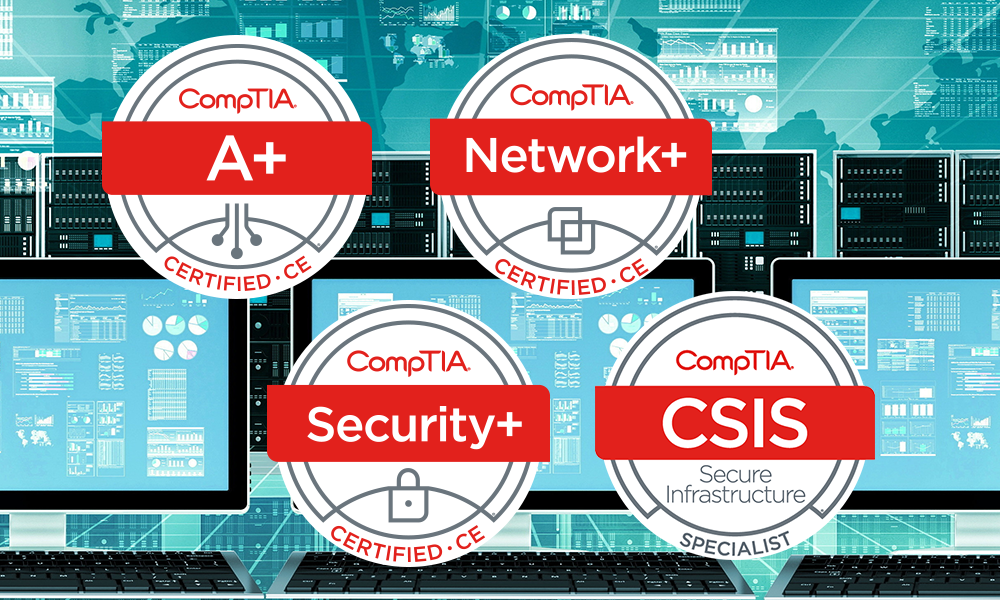 CompTIA®
A+
CERTIFIED · CE
CompTIA®
Network+
CERTIFIED · CE
CompTIA®
Security+
CERTIFIED · CE
CompTIA®
CSIS
Secure
Infrastructure
SPECIALIST